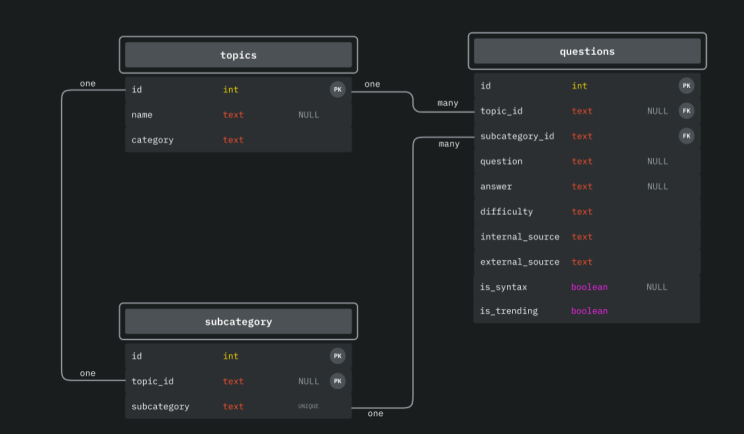 topics
one
id int PK
one
name text NULL
category text
questions
id int PK
many
topic_id text NULL FK
subcategory_id text FK
many
question text NULL
answer text NULL
difficulty text
internal_source text
external_source text
is_syntax boolean NULL
is_trending boolean
subcategory
id int PK
one
topic_id text NULL PK
subcategory text UNIQUE
one